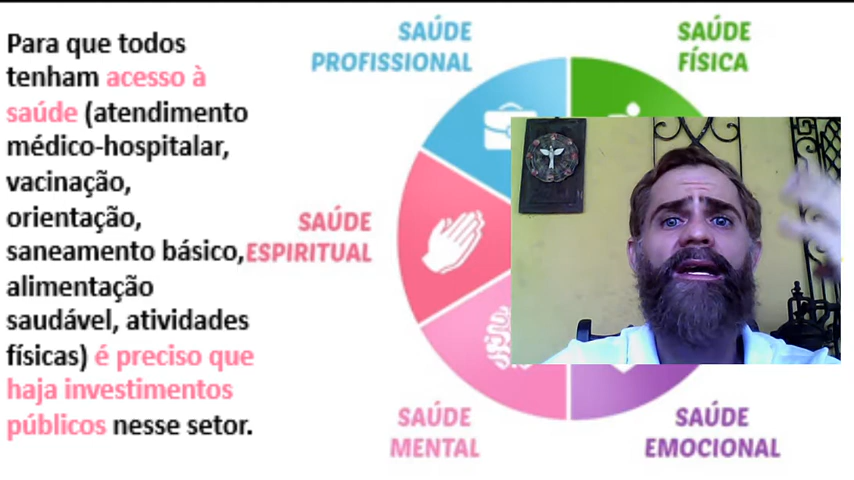 Para que todos
tenham acesso à
saúde (atendimento
médico-hospitalar,
vacinação,
orientação,
saneamento básico,
alimentação
saudável, atividades
físicas) é preciso que
haja investimentos
públicos nesse setor.
SAÚDE
PROFISSIONAL
SAÚDE
FÍSICA
SAÚDE
ESPIRITUAL
SAÚDE
MENTAL
SAÚDE
EMOCIONAL